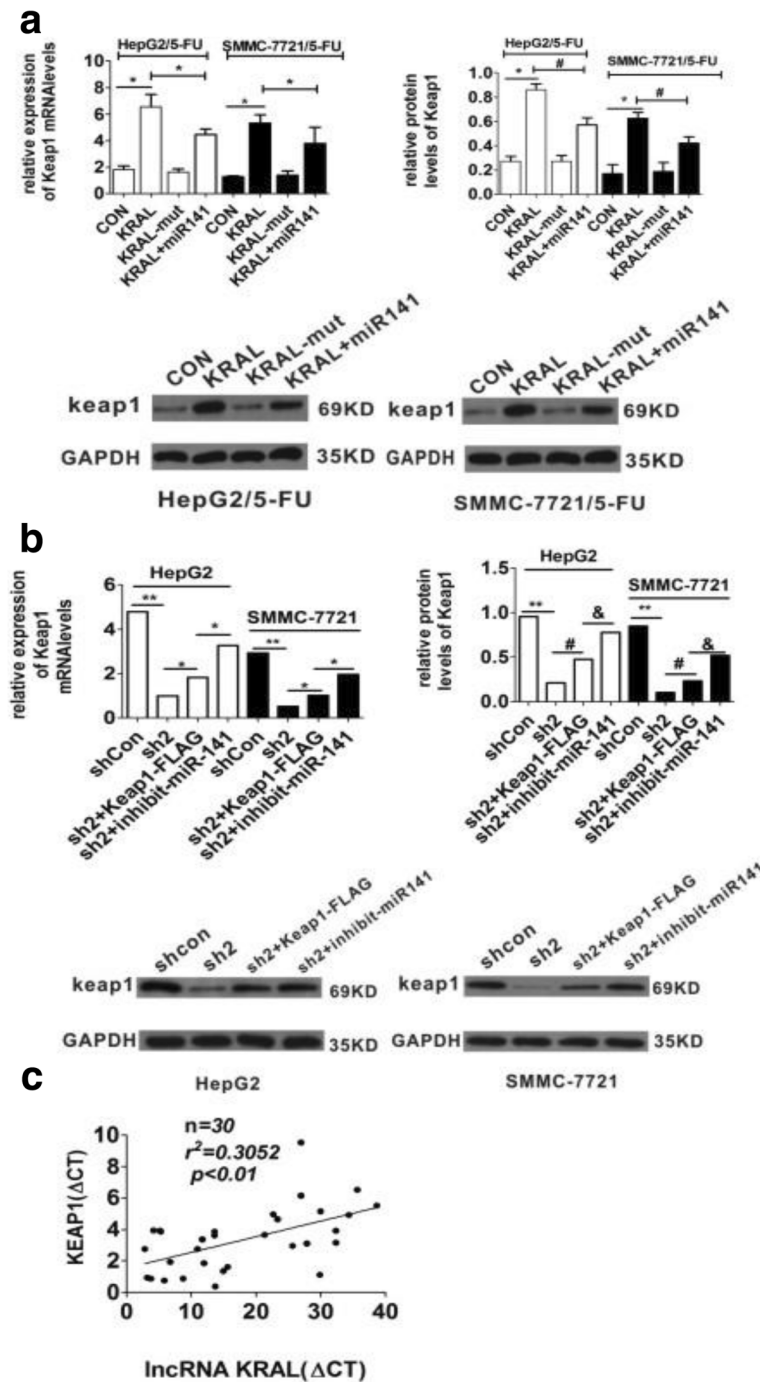 a
HepG2/5-FU
SMMC-7721/5-FU
relative expression
of Keap1 mRNAlevels
10
8
6
4
2
0
*
*
*
*
CON
KRAL
KRAL-mut
KRAL+miR141
CON
KRAL
KRAL-mut
KRAL+miR141
HepG2/5-FU
SMMC-7721/5-FU
relative protein
levels of Keap1
1.0
0.8
0.6
0.4
0.2
0.0
*
#
*
#
CON
KRAL
KRAL-mut
KRAL+miR141
CON
KRAL
KRAL-mut
KRAL+miR141
CON
KRAL
KRAL-mut
KRAL+miR141
keap1
69KD
GAPDH
35KD
HepG2/5-FU
CON
KRAL
KRAL-mut
KRAL+miR141
keap1
69KD
GAPDH
35KD
SMMC-7721/5-FU
b
HepG2
SMMC-7721
relative expression
of Keap1
mRNAlevels
6
4
2
0
**
*
*
**
*
*
shCon
sh2
sh2+Keap1-FLAG
sh2+inhibit-miR-141
shCon
sh2
sh2+Keap1-FLAG
sh2+inhibit-miR-141
HepG2
SMMC-7721
relative protein
levels of Keap1
1.5
1.0
0.5
0.0
**
#
&
**
#
&
shCon
sh2
sh2+Keap1-FLAG
sh2+inhibit-miR-141
shCon
sh2
sh2+Keap1-FLAG
sh2+inhibit-miR-141
shcon
sh2
sh2+Keap1-FLAG
sh2+inhibit-miR141
keap1
69KD
GAPDH
35KD
HepG2
shcon
sh2
sh2+Keap1-FLAG
sh2+inhibit-miR141
keap1
69KD
GAPDH
35KD
SMMC-7721
c
n=30
r²=0.3052
p<0.01
KEAP1(ΔCT)
10
8
6
4
2
0
0
10
20
30
40
lncRNA KRAL(ΔCT)